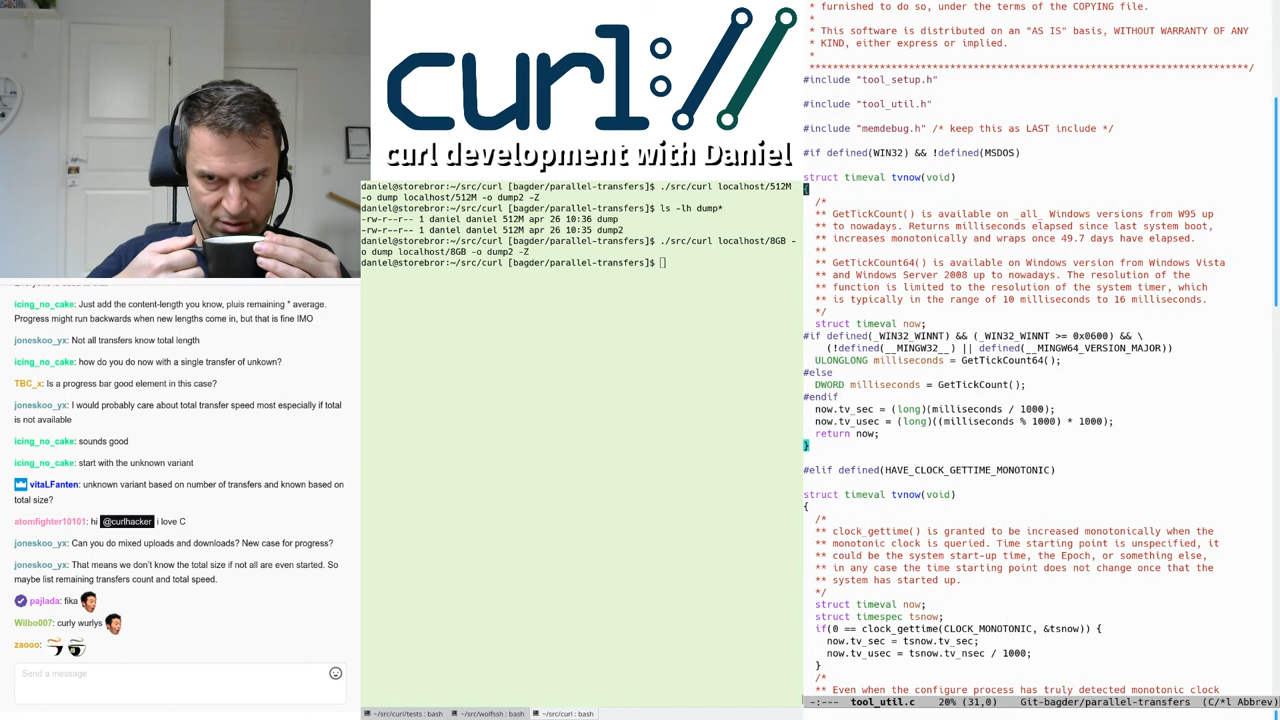 curl://
curl development with Daniel
icing_no_cake: Just add the content-length you know, pluis remaining * average.
Progress might run backwards when new lengths come in, but that is fine IMO
joneskoo_yx: Not all transfers know total length
icing_no_cake: how do you do now with a single transfer of unkown?
TBC_x: Is a progress bar good element in this case?
joneskoo_yx: I would probably care about total transfer speed most especially if total
is not available
icing_no_cake: sounds good
icing_no_cake: start with the unknown variant
vitaLFanten: unknown variant based on number of transfers and known based on
total size?
atomfighter10101: hi @curlhacker i love C
joneskoo_yx: Can you do mixed uploads and downloads? New case for progress?
joneskoo_yx: That means we don't know the total size if not all are even started. So
maybe list remaining transfers count and total speed.
pajlada: fika
Wilbo007: curly wurlys
zaooo:
Send a message
daniel@storebror:~/src/curl [bagder/parallel-transfers]$ ./src/curl localhost/512M
-o dump localhost/512M -o dump2 -Z
daniel@storebror:~/src/curl [bagder/parallel-transfers]$ ls -lh dump*
-rw-r--r-- 1 daniel daniel 512M apr 26 10:36 dump
-rw-r--r-- 1 daniel daniel 512M apr 26 10:35 dump2
daniel@storebror:~/src/curl [bagder/parallel-transfers]$ ./src/curl localhost/8GB -
o dump localhost/8GB -o dump2 -Z
daniel@storebror:~/src/curl [bagder/parallel-transfers]$
~/src/curl/tests : bash
~/src/wolfssh : bash
~/src/curl : bash
* furnished to do so, under the terms of the COPYING file.
*
* This software is distributed on an "AS IS" basis, WITHOUT WARRANTY OF ANY
* KIND, either express or implied.
*
***************************************************************************/
#include "tool_setup.h"
#include "tool_util.h"
#include "memdebug.h" /* keep this as LAST include */
#if defined(WIN32) && !defined(MSDOS)
struct timeval tvnow(void)
{
/*
** GetTickCount() is available on _all_ Windows versions from W95 up
** to nowadays. Returns milliseconds elapsed since last system boot,
** increases monotonically and wraps once 49.7 days have elapsed.
**
** GetTickCount64() is available on Windows version from Windows Vista
** and Windows Server 2008 up to nowadays. The resolution of the
** function is limited to the resolution of the system timer, which
** is typically in the range of 10 milliseconds to 16 milliseconds.
*/
struct timeval now;
#if defined(_WIN32_WINNT) && (_WIN32_WINNT >= 0x0600) && \
(!defined(__MINGW32__) || defined(__MINGW64_VERSION_MAJOR))
ULONGLONG milliseconds = GetTickCount64();
#else
DWORD milliseconds = GetTickCount();
#endif
now.tv_sec = (long)(milliseconds / 1000);
now.tv_usec = (long)((milliseconds % 1000) * 1000);
return now;
}
#elif defined(HAVE_CLOCK_GETTIME_MONOTONIC)
struct timeval tvnow(void)
{
/*
** clock_gettime() is granted to be increased monotonically when the
** monotonic clock is queried. Time starting point is unspecified, it
** could be the system start-up time, the Epoch, or something else,
** in any case the time starting point does not change once that the
** system has started up.
*/
struct timeval now;
struct timespec tsnow;
if(0 == clock_gettime(CLOCK_MONOTONIC, &tsnow)) {
now.tv_sec = tsnow.tv_sec;
now.tv_usec = tsnow.tv_nsec / 1000;
}
/*
** Even when the configure process has truly detected monotonic clock
-:--- tool_util.c 20% (31,0) Git-bagder/parallel-transfers (C/*l Abbrev)